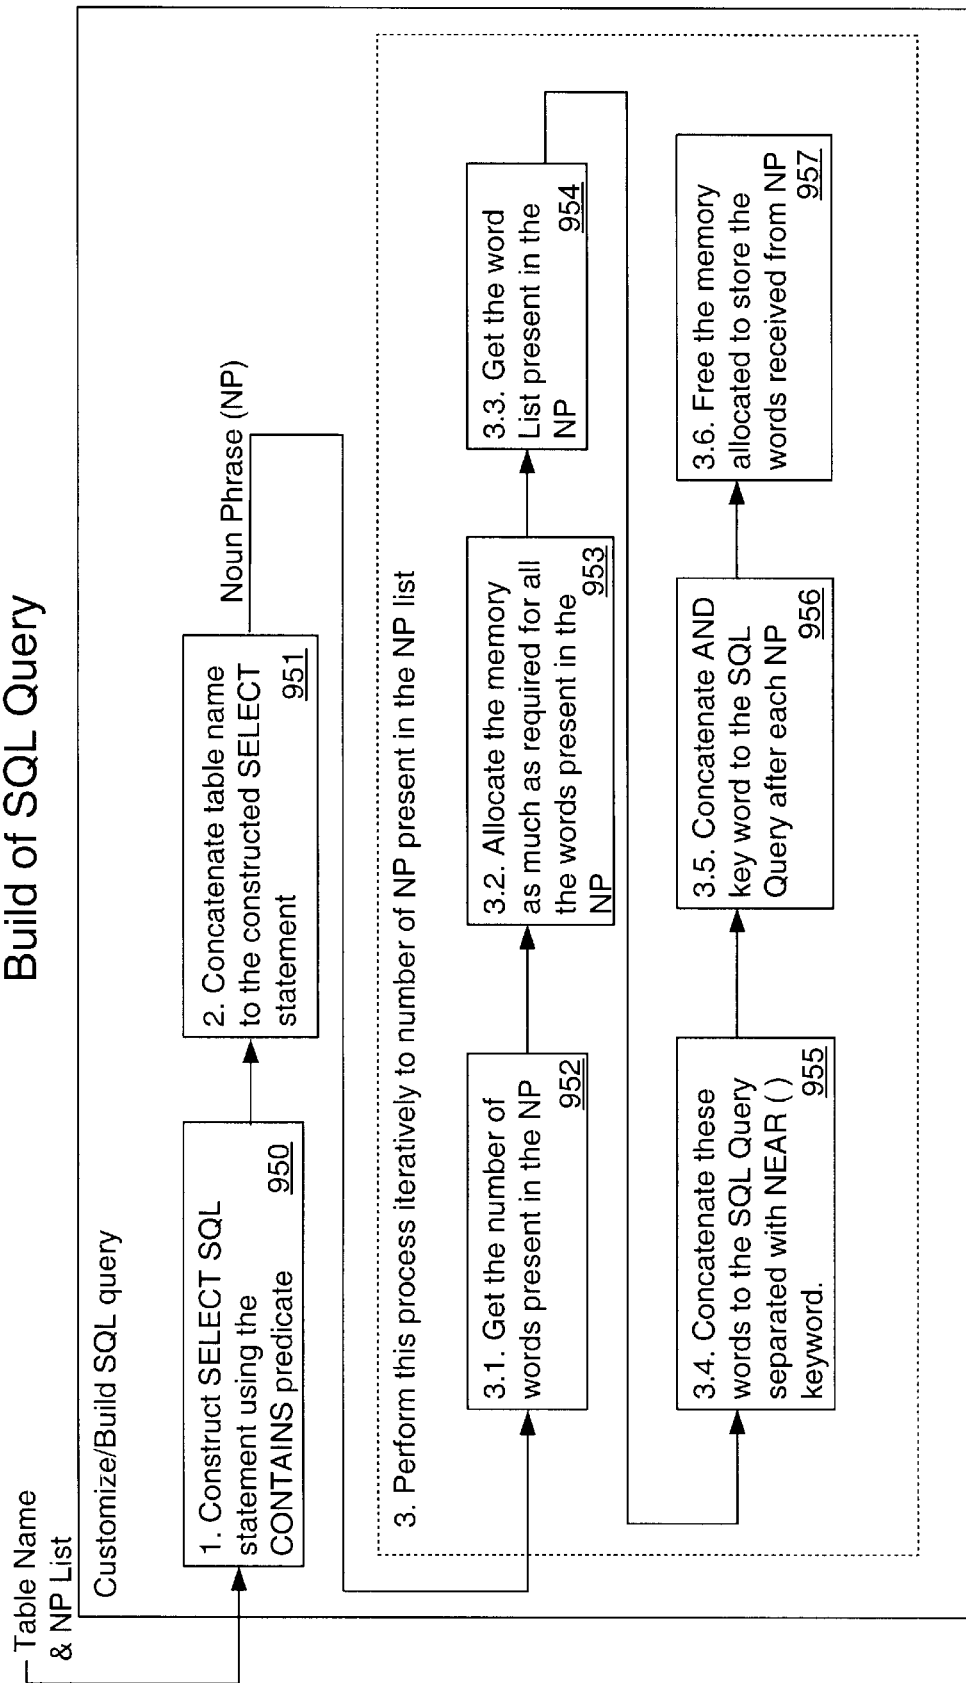 Build of SQL Query
Table Name
& NP List
Customize/Build SQL query
1. Construct SELECT SQL
statement using the
CONTAINS predicate
950
2. Concatenate table name
to the constructed SELECT
statement
951
Noun Phrase (NP)
3. Perform this process iteratively to number of NP present in the NP list
3.1. Get the number of
words present in the NP
952
3.2. Allocate the memory
as much as required for all
the words present in the
NP
953
3.3. Get the word
List present in the
NP
954
3.4. Concatenate these
words to the SQL Query
separated with NEAR ( )
keyword.
955
3.5. Concatenate AND
key word to the SQL
Query after each NP
956
3.6. Free the memory
allocated to store the
words received from NP
957